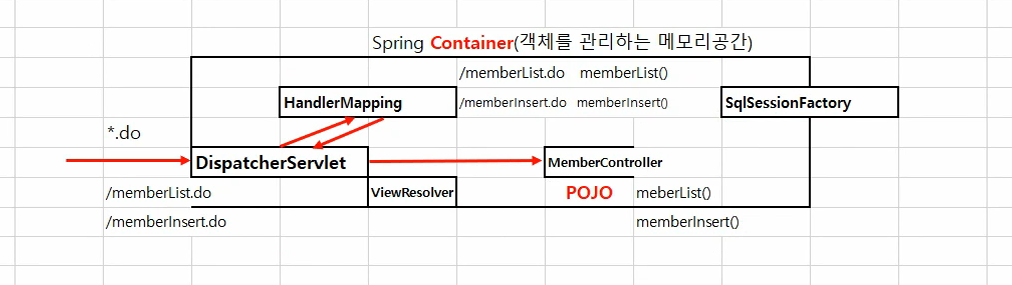 Spring Container(객체를 관리하는 메모리공간)
/memberList.do memberList()
HandlerMapping /memberInsert.do memberInsert() SqlSessionFactory
*.do
DispatcherServlet MemberController
/memberList.do ViewResolver POJO meberList()
/memberInsert.do memberInsert()